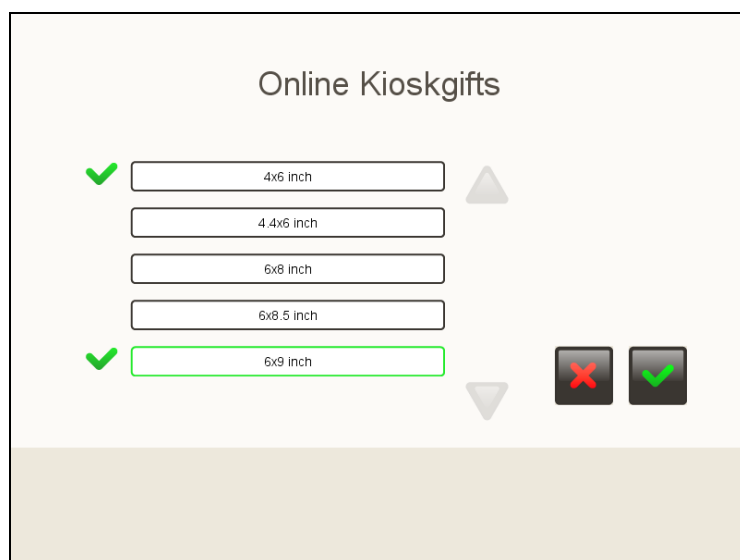 Online Kioskgifts
4x6 inch
4.4x6 inch
6x8 inch
6x8.5 inch
6x9 inch